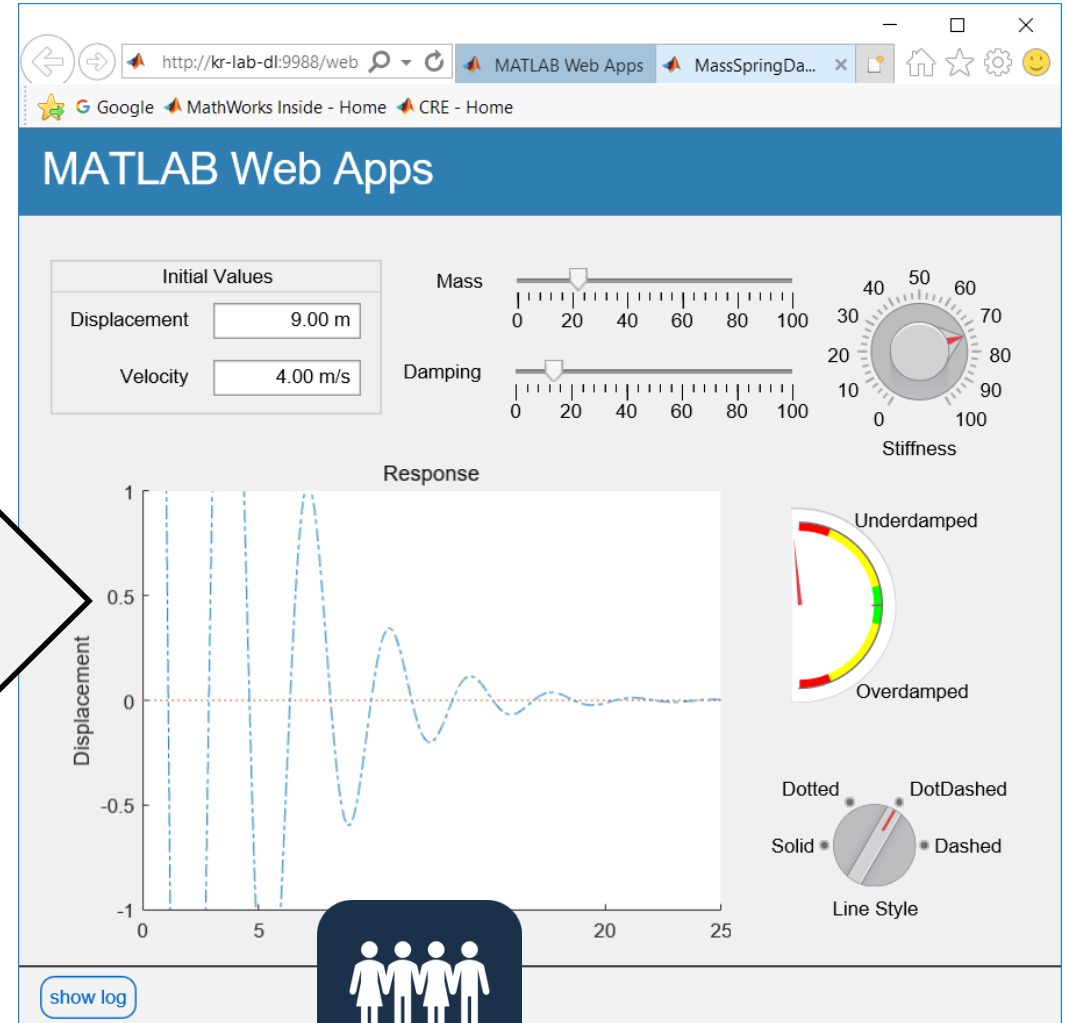 http://kr-lab-dl:9988/web
MATLAB Web Apps
MassSpringDa...
G Google
MathWorks Inside - Home
CRE - Home
MATLAB Web Apps
Initial Values
Displacement 9.00 m
Velocity 4.00 m/s
Mass
0 20 40 60 80 100
Damping
0 20 40 60 80 100
0 10 20 30 40 50 60 70 80 90 100
Stiffness
Response
Displacement
1
0.5
0
-0.5
-1
0 5 20 25
Underdamped
Overdamped
Dotted DotDashed
Solid Dashed
Line Style
show log